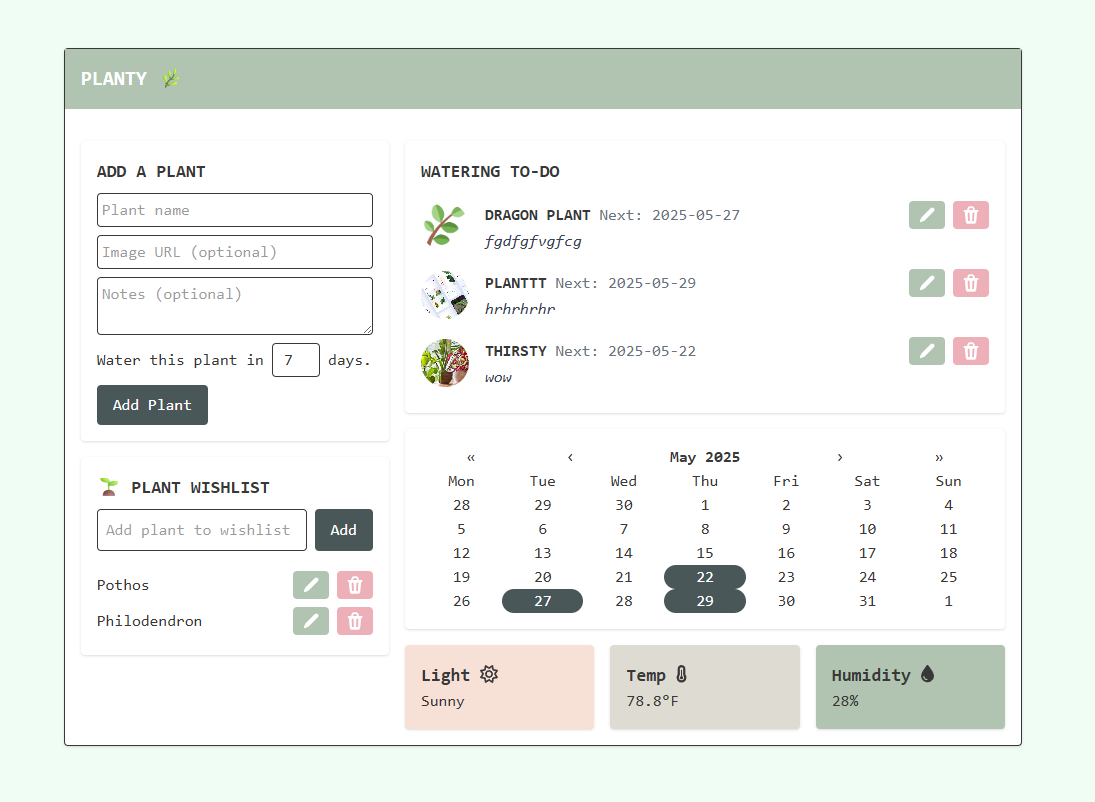 PLANTY
ADD A PLANT
Plant name
Image URL (optional)
Notes (optional)
Water this plant in 7 days.
Add Plant
PLANT WISHLIST
Add plant to wishlist Add
Pothos
Philodendron
WATERING TO-DO
DRAGON PLANT Next: 2025-05-27
fgdfgfvgfcg
PLANTTT Next: 2025-05-29
hrhrhrhr
THIRSTY Next: 2025-05-22
wow
« ‹ May 2025 › »
Mon Tue Wed Thu Fri Sat Sun
28 29 30 1 2 3 4
5 6 7 8 9 10 11
12 13 14 15 16 17 18
19 20 21 22 23 24 25
26 27 28 29 30 31 1
Light
Sunny
Temp
78.8°F
Humidity
28%